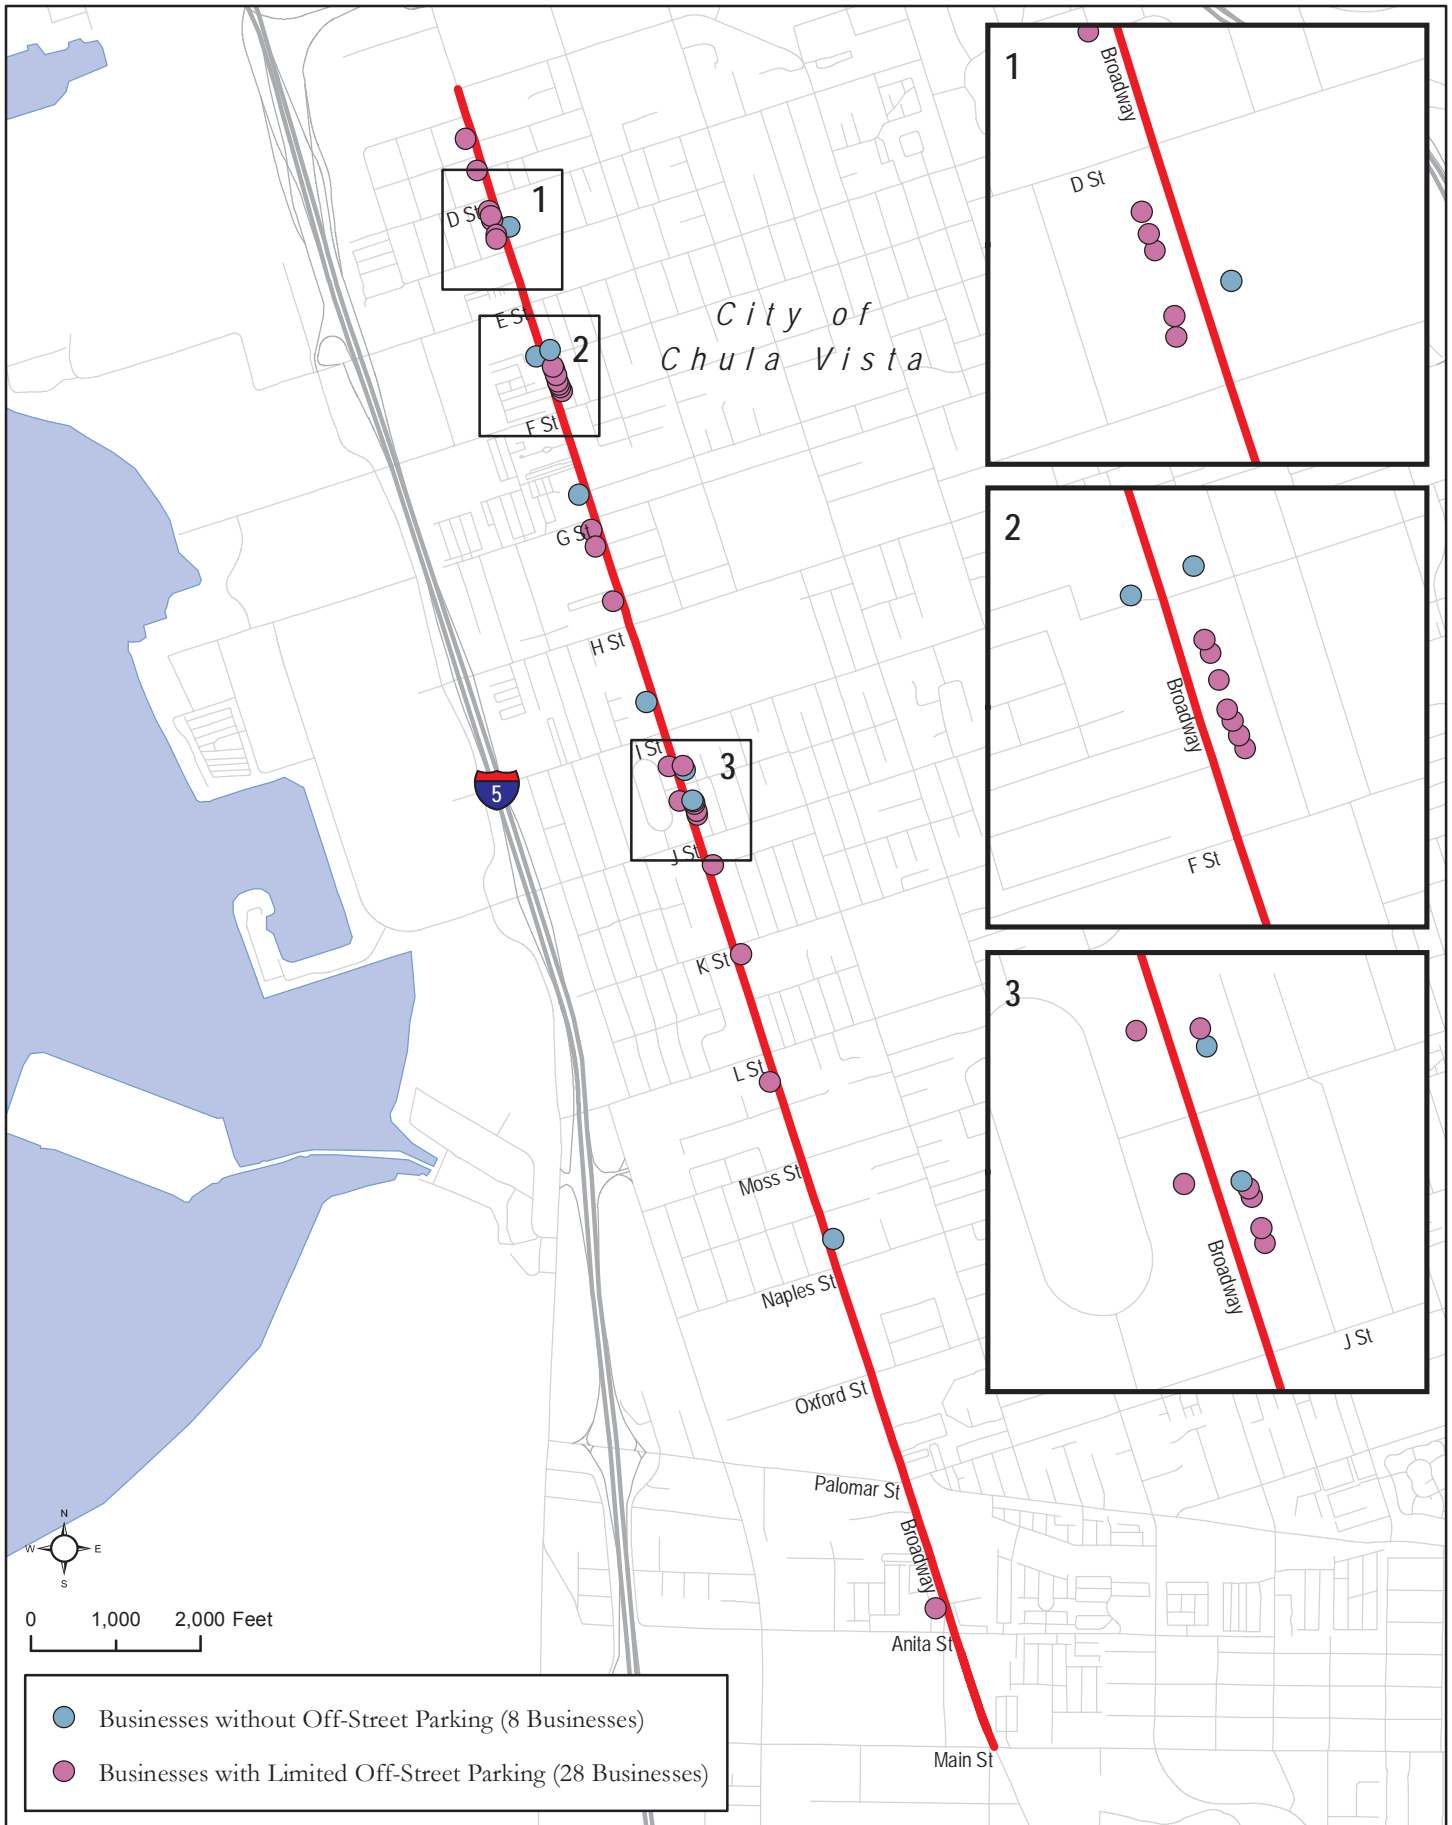 1
Broadway
D St
1
D St
E St
City of
Chula Vista
2
F St
2
Broadway
F St
G St
H St
I St
3
5
J St
3
Broadway
J St
K St
L St
Moss St
Naples St
Oxford St
Palomar St
Broadway
Anita St
Main St
N
W E
S
0 1,000 2,000 Feet
Businesses without Off-Street Parking (8 Businesses)
Businesses with Limited Off-Street Parking (28 Businesses)